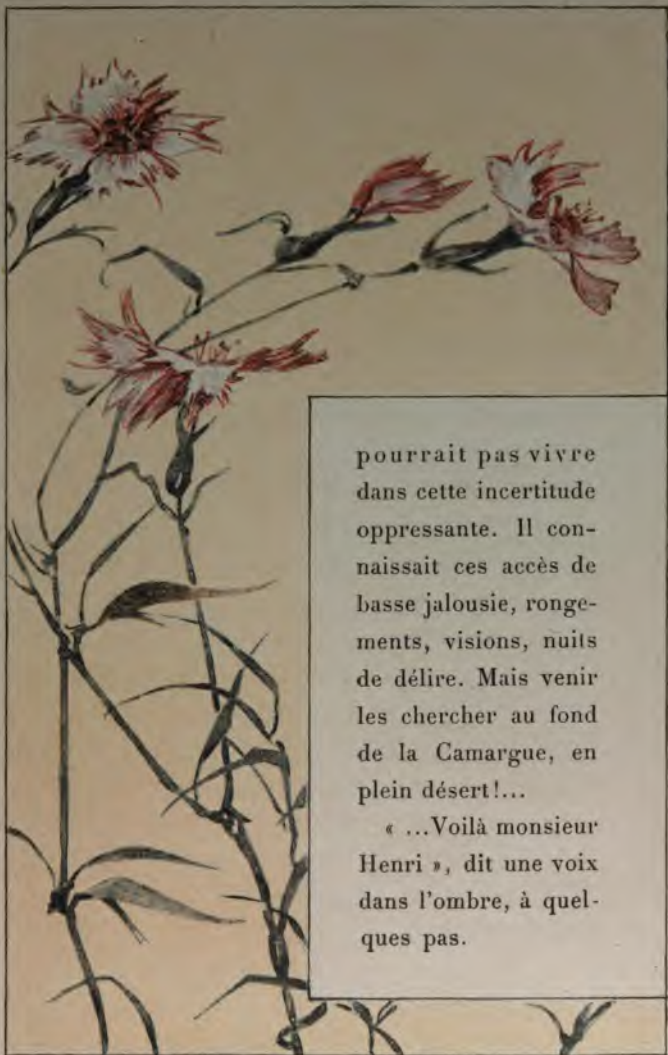 pourrait pas vivre
dans cette incertitude
oppressante. Il con-
naissait ces accès de
basse jalousie, ronge-
ments, visions, nuits
de délire. Mais venir
les chercher au fond
de la Camargue, en
plein désert!...
« ...Voilà monsieur
Henri », dit une voix
dans l'ombre, à quel-
ques pas.